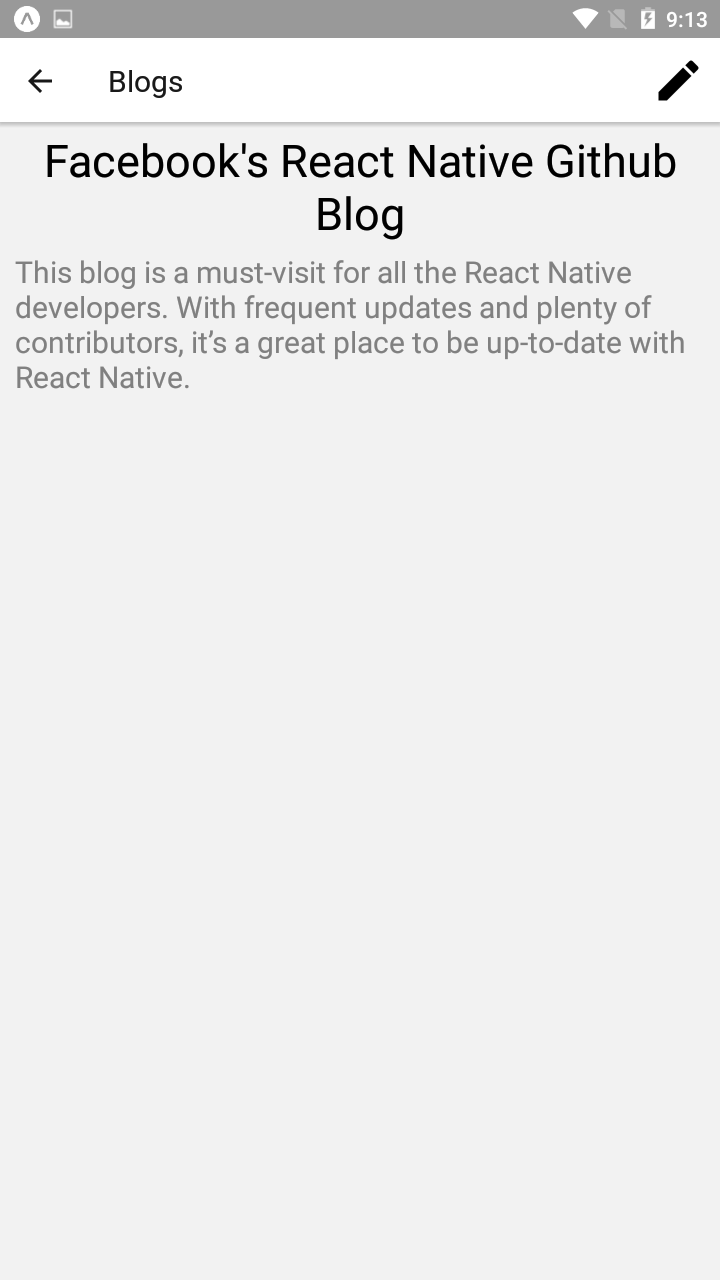 9:13
Blogs
Facebook's React Native Github
Blog
This blog is a must-visit for all the React Native
developers. With frequent updates and plenty of
contributors, it’s a great place to be up-to-date with
React Native.